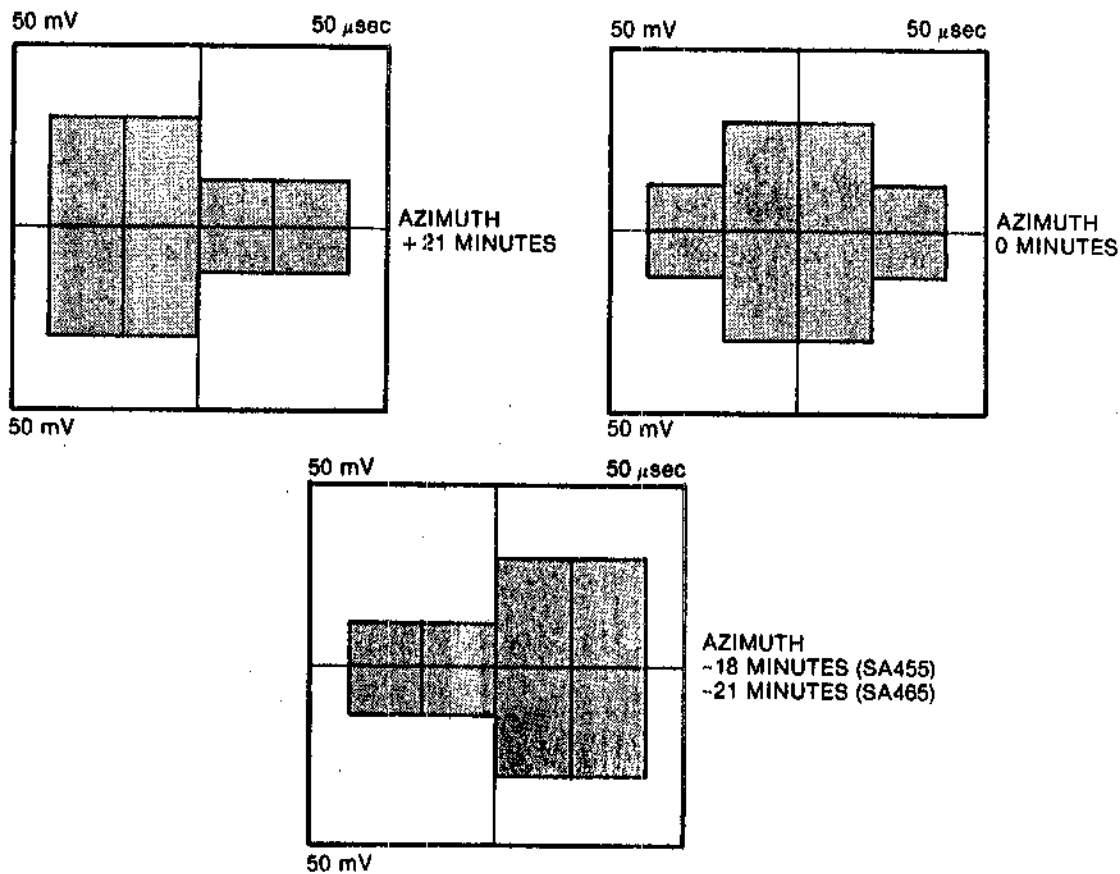 50 mV 50 μsec
AZIMUTH
+21 MINUTES
50 mV
50 mV 50 μsec
AZIMUTH
0 MINUTES
50 mV
50 mV 50 μsec
AZIMUTH
-18 MINUTES (SA455)
-21 MINUTES (SA465)
50 mV